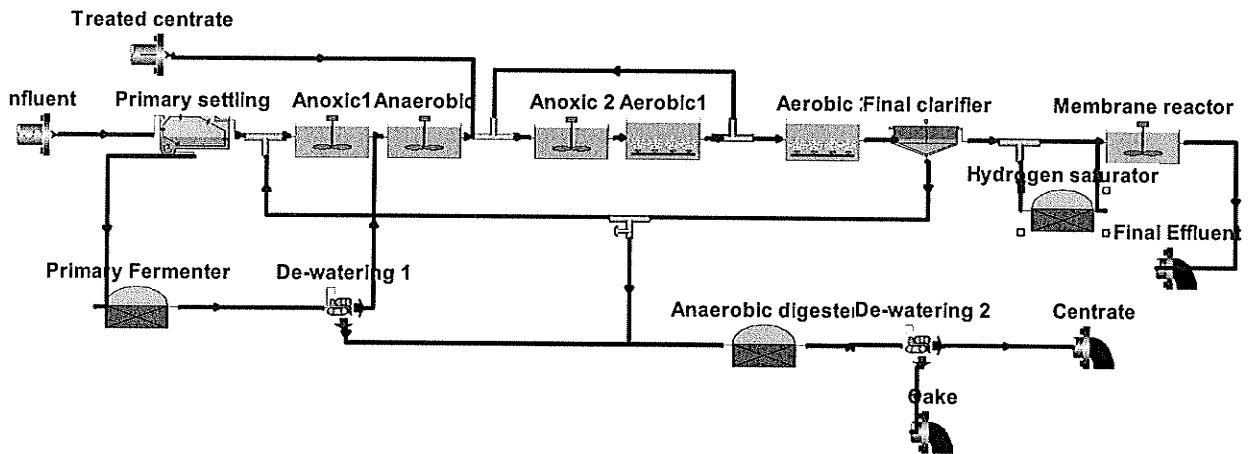 Treated centrate
nfluent
Primary settling
Anoxic1
Anaerobic
Anoxic 2
Aerobic1
Aerobic
Final clarifier
Membrane reactor
Hydrogen saturator
Final Effluent
Primary Fermenter
De-watering 1
Anaerobic digester
De-watering 2
Centrate
Cake